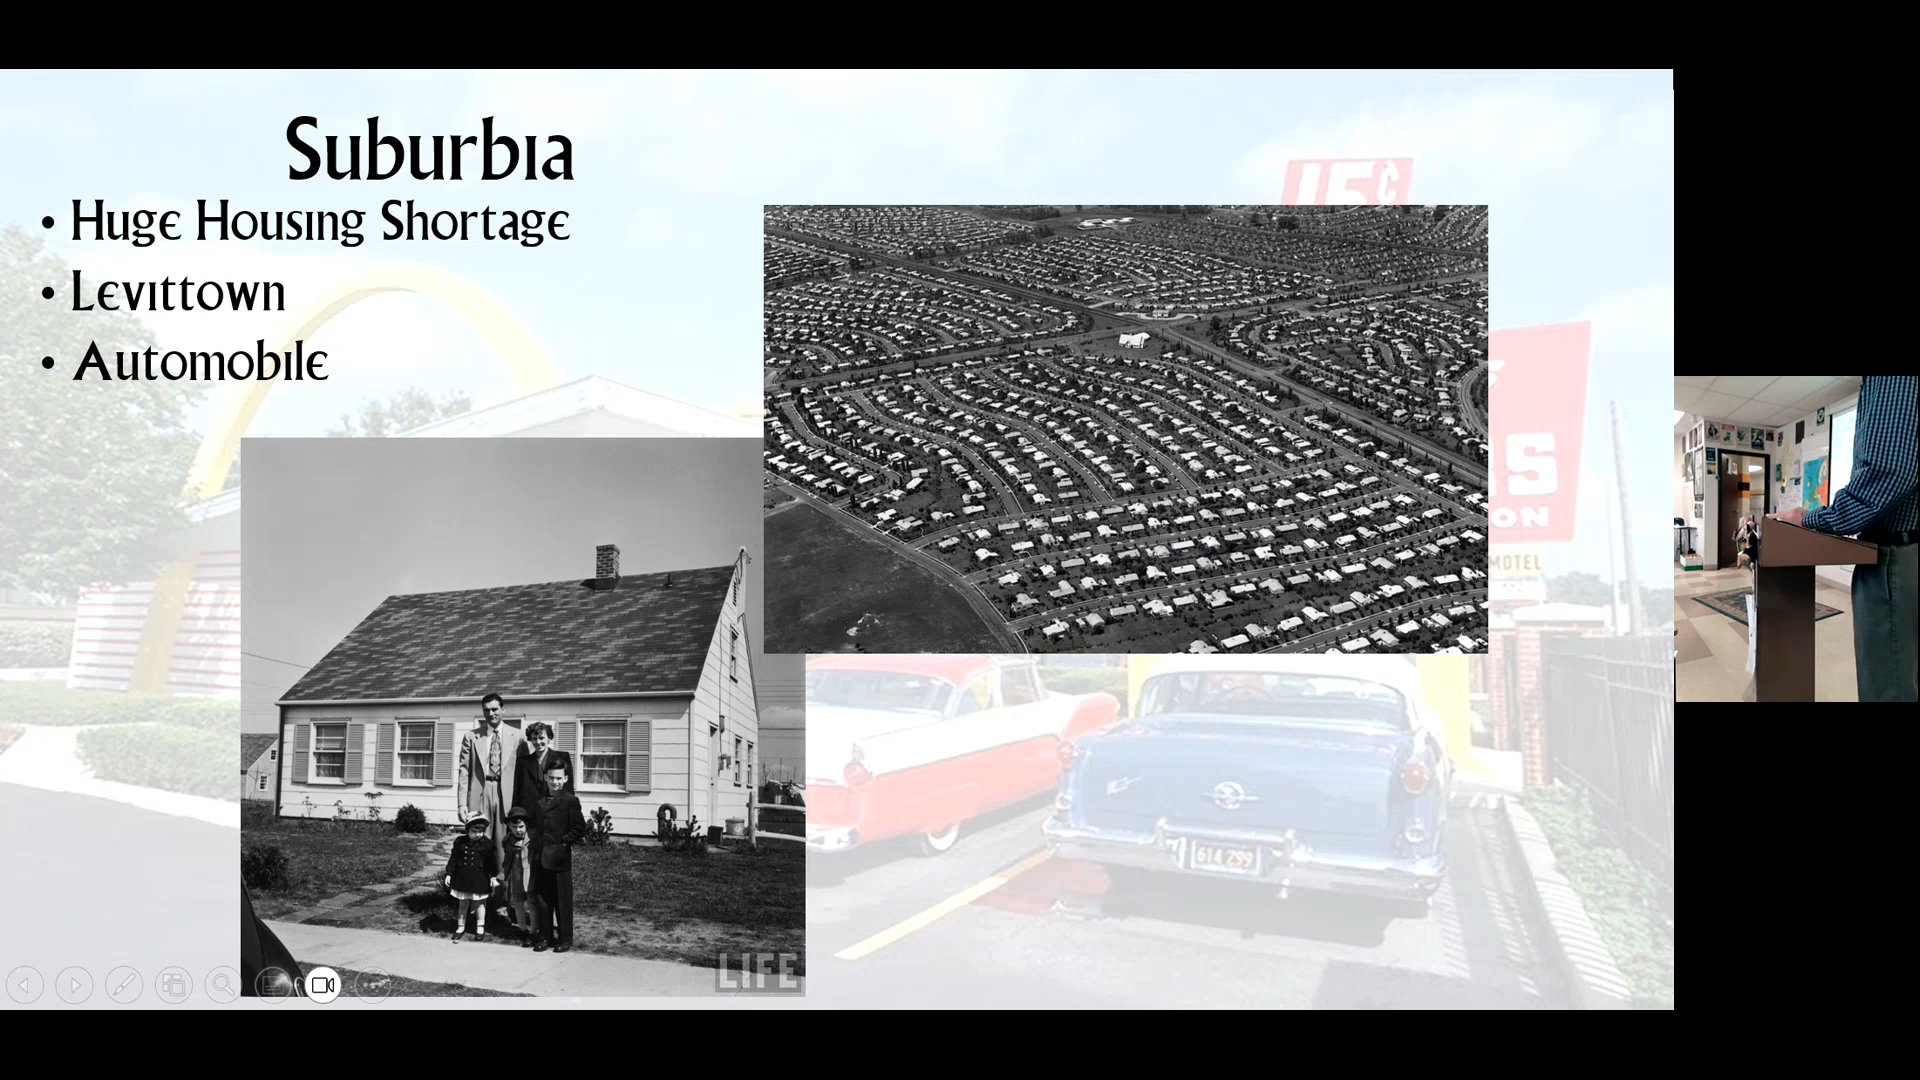 Suburbia
• Huge Housing Shortage
• Levittown
• Automobile
15¢
S
ON
MOTEL
614 299
LIFE